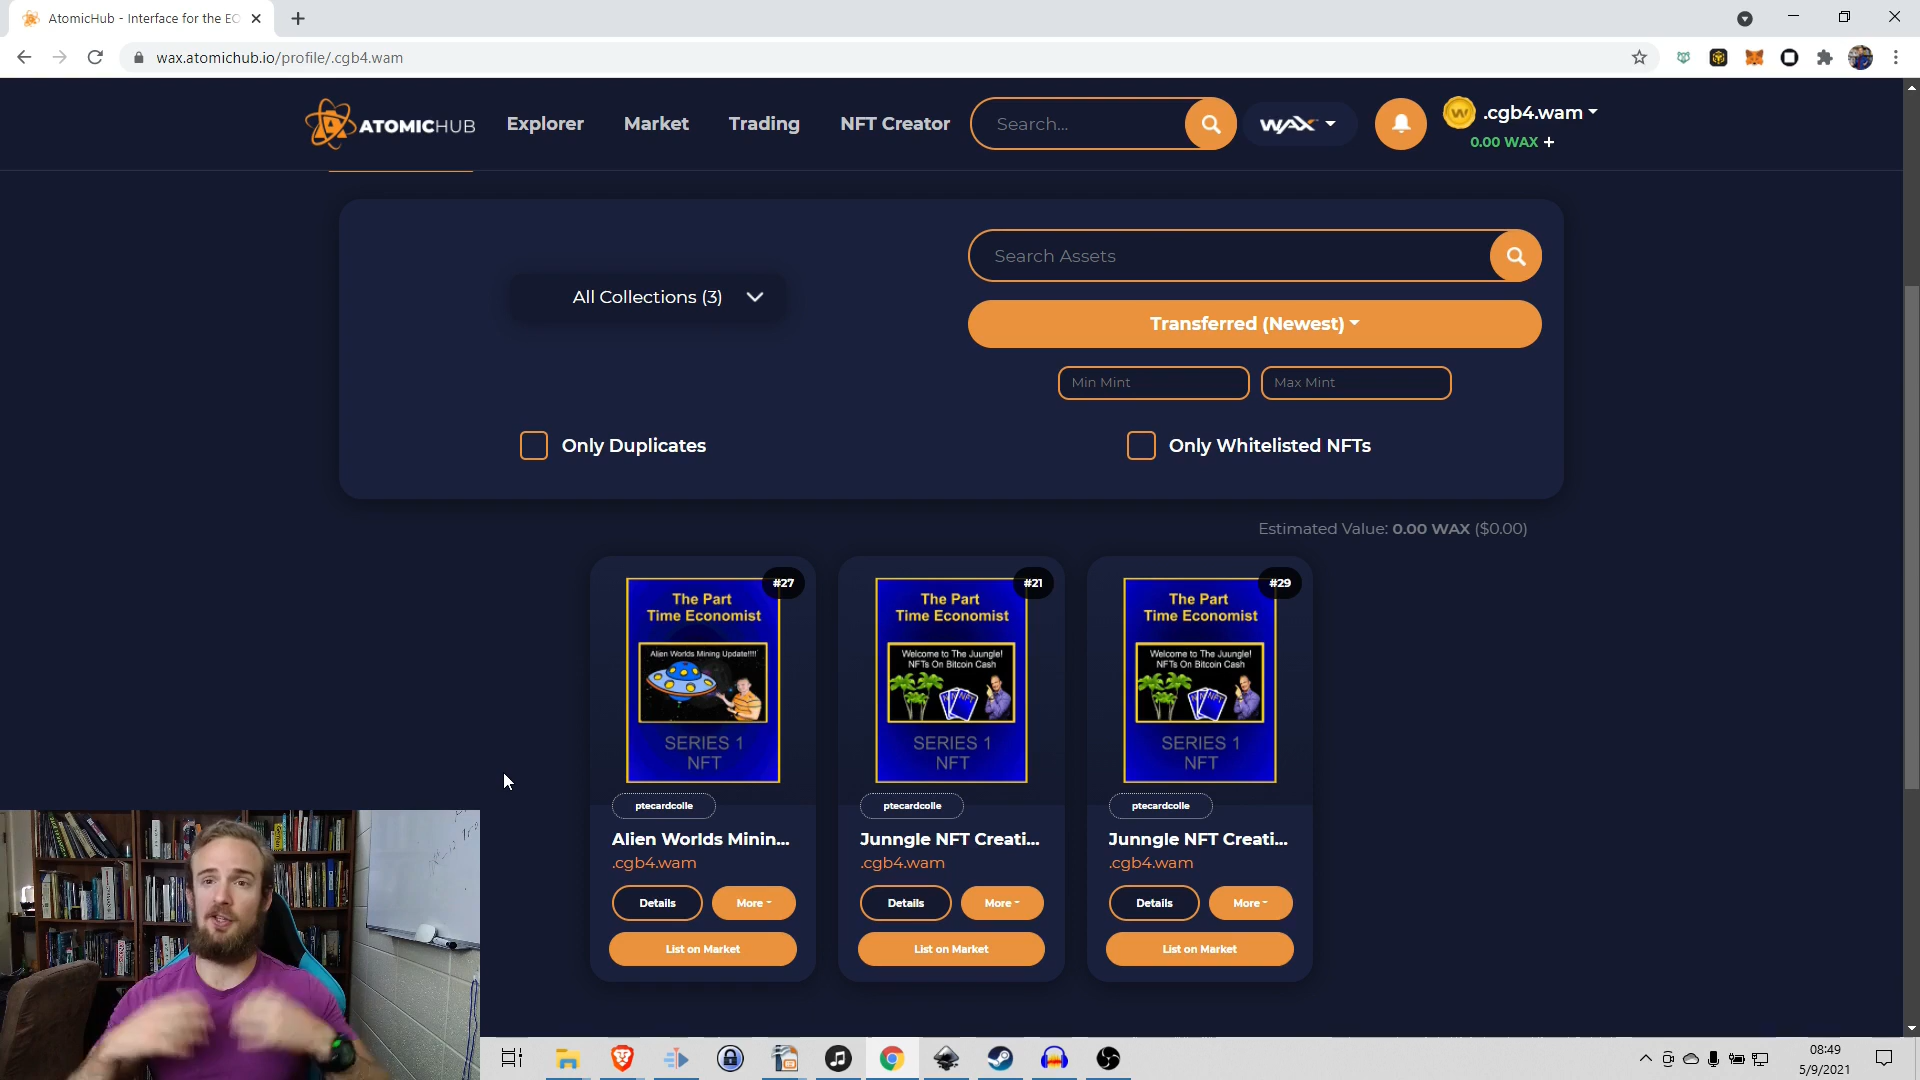 AtomicHub - Interface for the EO
wax.atomichub.io/profile/.cgb4.wam
ATOMICHUB
Explorer
Market
Trading
NFT Creator
Search...
WAX
.cgb4.wam
0.00 WAX +
All Collections (3)
Search Assets
Transferred (Newest)
Min Mint
Max Mint
Only Duplicates
Only Whitelisted NFTs
Estimated Value: 0.00 WAX ($0.00)
#27
The Part
Time Economist
Alien Worlds Mining Update!!!!
SERIES 1
NFT
ptecardcolle
Alien Worlds Minin...
.cgb4.wam
Details
More
List on Market
#21
The Part
Time Economist
Welcome to The Juungle!
NFTs On Bitcoin Cash
SERIES 1
NFT
ptecardcolle
Junngle NFT Creati...
.cgb4.wam
Details
More
List on Market
#29
The Part
Time Economist
Welcome to The Juungle!
NFTs On Bitcoin Cash
SERIES 1
NFT
ptecardcolle
Junngle NFT Creati...
.cgb4.wam
Details
More
List on Market
08:49
5/9/2021